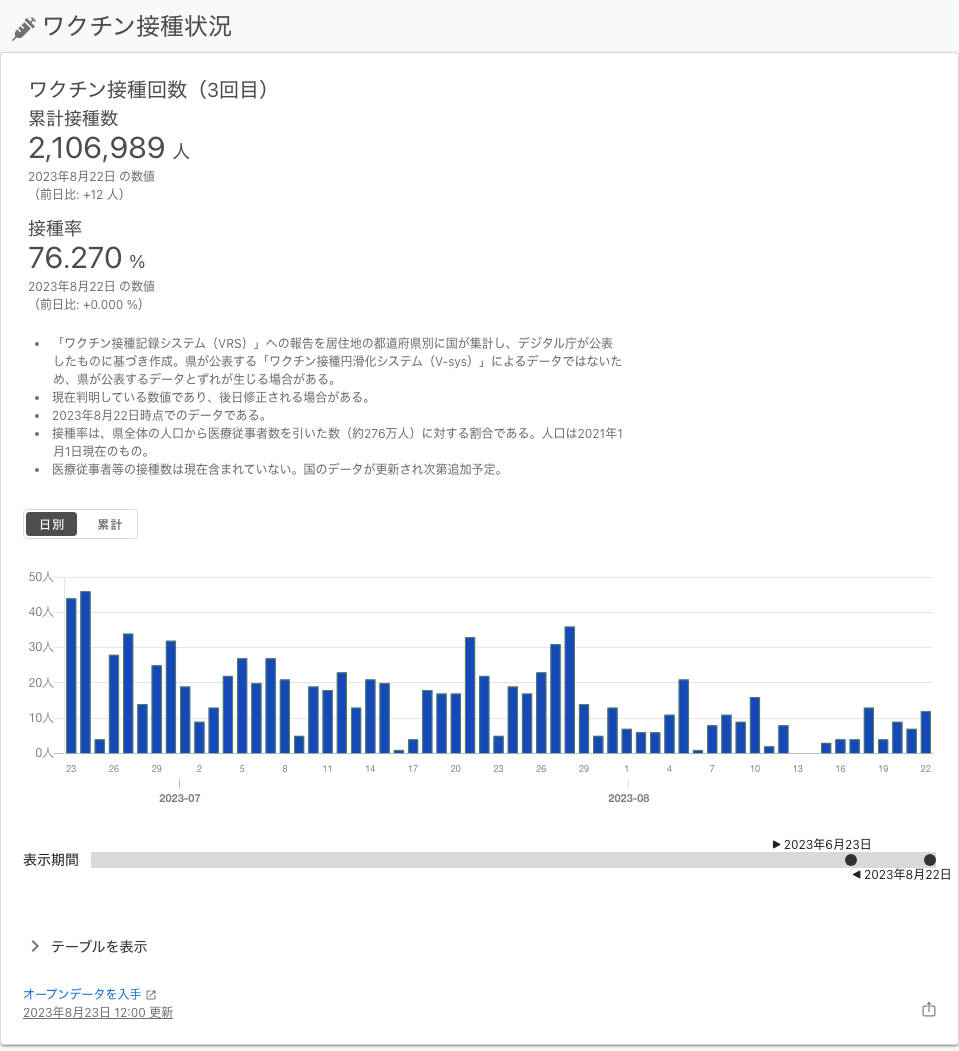 ワクチン接種状況
ワクチン接種回数（3回目）
累計接種数
2,106,989 人
2023年8月22日 の数値
（前日比: +12 人）
接種率
76.270 %
2023年8月22日 の数値
（前日比: +0.000 %）
• 「ワクチン接種記録システム（VRS）」への報告を居住地の都道府県別に国が集計し、デジタル庁が公表
したものに基づき作成。県が公表する「ワクチン接種円滑化システム（V-sys）」によるデータではないた
め、県が公表するデータとずれが生じる場合がある。
• 現在判明している数値であり、後日修正される場合がある。
• 2023年8月22日時点でのデータである。
• 接種率は、県全体の人口から医療従事者数を引いた数（約276万人）に対する割合である。人口は2021年1
月1日現在のもの。
• 医療従事者等の接種数は現在含まれていない。国のデータが更新され次第追加予定。
日別 累計
50人
40人
30人
20人
10人
0人
23 26 29 2 5 8 11 14 17 20 23 26 29 1 4 7 10 13 16 19 22
2023-07 2023-08
▶ 2023年6月23日
表示期間
◀ 2023年8月22日
テーブルを表示
オープンデータを入手
2023年8月23日 12:00 更新